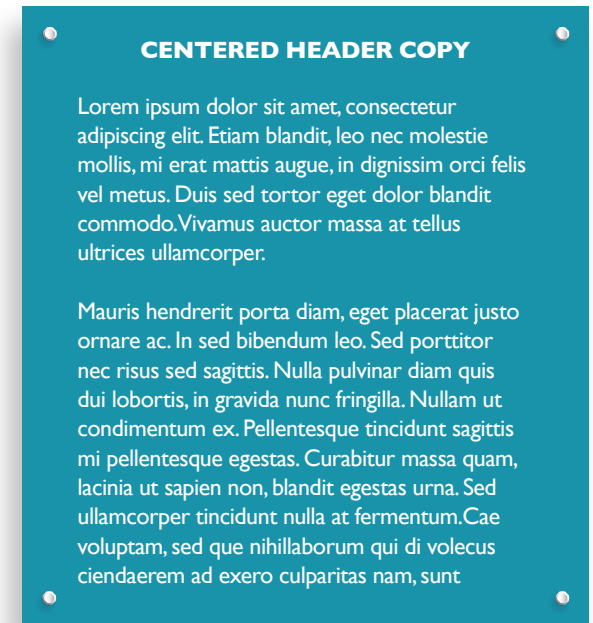 CENTERED HEADER COPY
Lorem ipsum dolor sit amet, consectetur
adipiscing elit. Etiam blandit, leo nec molestie
mollis, mi erat mattis augue, in dignissim orci felis
vel metus. Duis sed tortor eget dolor blandit
commodo.Vivamus auctor massa at tellus
ultrices ullamcorper.
Mauris hendrerit porta diam, eget placerat justo
ornare ac. In sed bibendum leo. Sed porttitor
nec risus sed sagittis. Nulla pulvinar diam quis
dui lobortis, in gravida nunc fringilla. Nullam ut
condimentum ex. Pellentesque tincidunt sagittis
mi pellentesque egestas. Curabitur massa quam,
lacinia ut sapien non, blandit egestas urna. Sed
ullamcorper tincidunt nulla at fermentum.Cae
voluptam, sed que nihillaborum qui di volecus
ciendaerem ad exero culparitas nam, sunt